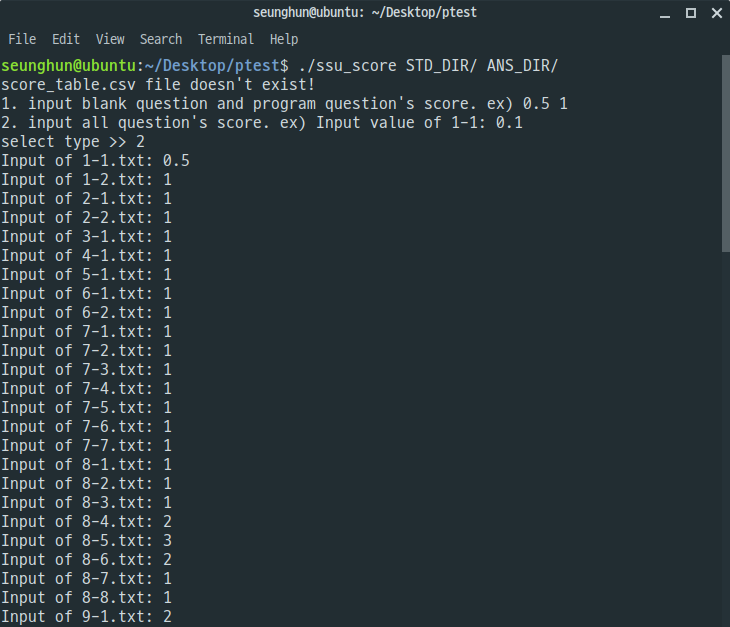 seunghun@ubuntu: ~/Desktop/ptest
File Edit View Search Terminal Help
seunghun@ubuntu:~/Desktop/ptest$ ./ssu_score STD_DIR/ ANS_DIR/
score_table.csv file doesn't exist!
1. input blank question and program question's score. ex) 0.5 1
2. input all question's score. ex) Input value of 1-1: 0.1
select type >> 2
Input of 1-1.txt: 0.5
Input of 1-2.txt: 1
Input of 2-1.txt: 1
Input of 2-2.txt: 1
Input of 3-1.txt: 1
Input of 4-1.txt: 1
Input of 5-1.txt: 1
Input of 6-1.txt: 1
Input of 6-2.txt: 1
Input of 7-1.txt: 1
Input of 7-2.txt: 1
Input of 7-3.txt: 1
Input of 7-4.txt: 1
Input of 7-5.txt: 1
Input of 7-6.txt: 1
Input of 7-7.txt: 1
Input of 8-1.txt: 1
Input of 8-2.txt: 1
Input of 8-3.txt: 1
Input of 8-4.txt: 2
Input of 8-5.txt: 3
Input of 8-6.txt: 2
Input of 8-7.txt: 1
Input of 8-8.txt: 1
Input of 9-1.txt: 2